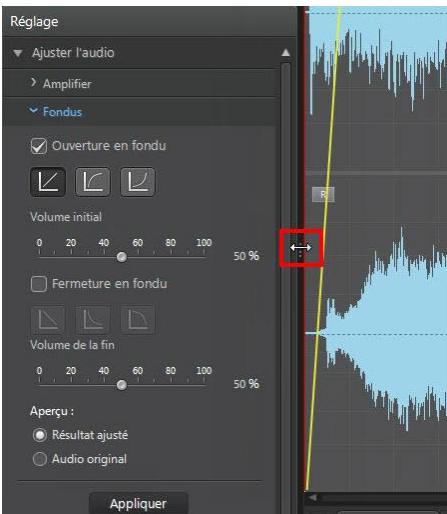 Réglage
Ajuster l'audio
Amplifier
Fondus
Ouverture en fondu
Volume initial
0 20 40 60 80 100
50 %
Fermeture en fondu
Volume de la fin
0 20 40 60 80 100
50 %
Aperçu :
Résultat ajusté
Audio original
Appliquer
R